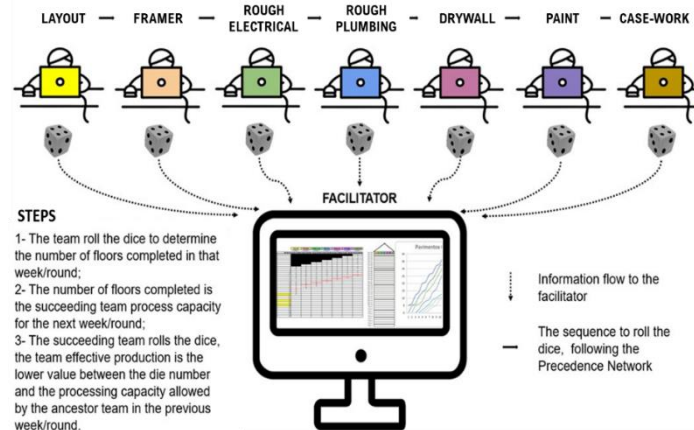 LAYOUT
FRAMER
ROUGH
ELECTRICAL
ROUGH
PLUMBING
DRYWALL
PAINT
CASE-WORK
FACILITATOR
STEPS
1- The team roll the dice to determine
the number of floors completed in that
week/round;
2- The number of floors completed is
the succeeding team process capacity
for the next week/round;
3- The succeeding team rolls the dice,
the team effective production is the
lower value between the die number
and the processing capacity allowed
by the ancestor team in the previous
week/round.
Information flow to the
facilitator
The sequence to roll the
dice, following the
Precedence Network